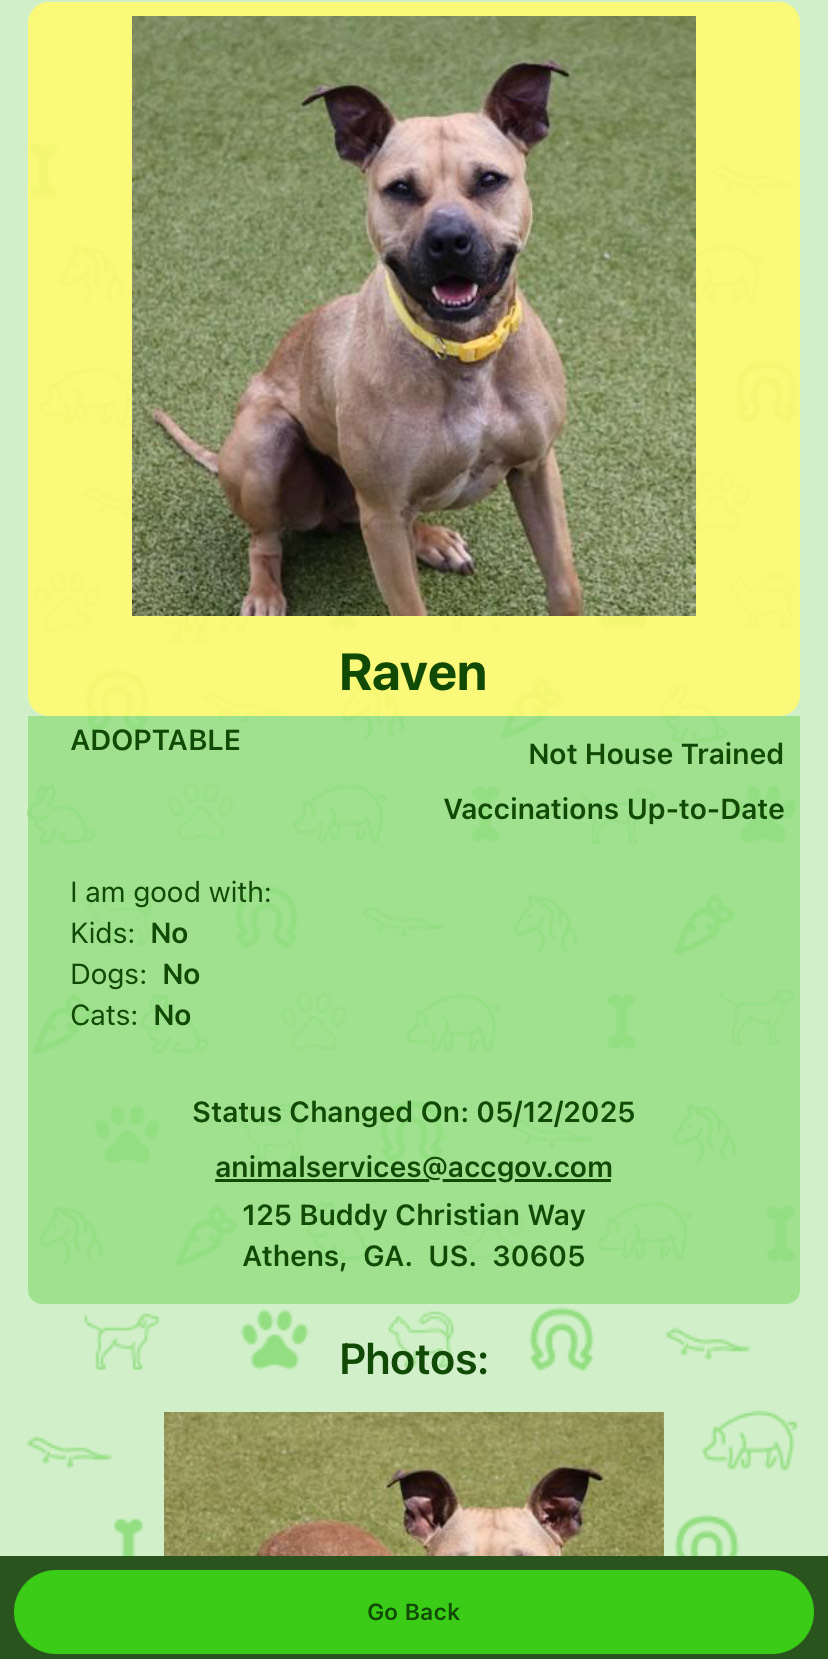 Raven
ADOPTABLE
Not House Trained
Vaccinations Up-to-Date
I am good with:
Kids: No
Dogs: No
Cats: No
Status Changed On: 05/12/2025
animalservices@accgov.com
125 Buddy Christian Way
Athens, GA. US. 30605
Photos:
Go Back